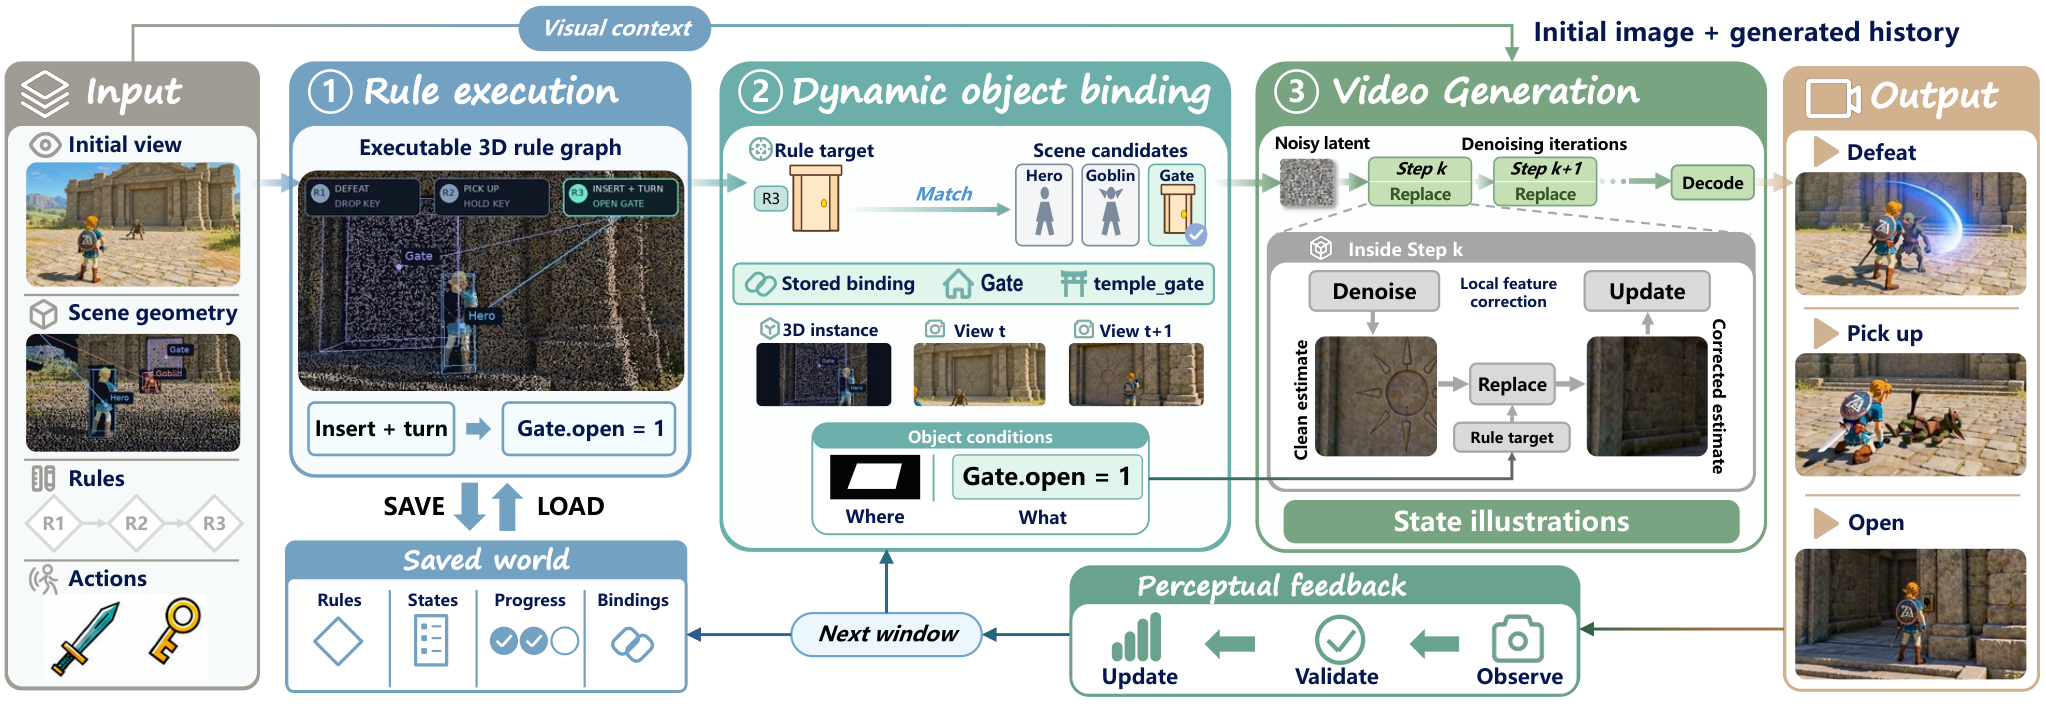 Visual context
Initial image + generated history
Input
Initial view
Scene geometry
Gate
Goblin
Hero
Rules
R1
R2
R3
Actions
1 Rule execution
Executable 3D rule graph
R1 DEFEAT
DROP KEY
R2 PICK UP
HOLD KEY
R3 INSERT + TURN
OPEN GATE
Gate
Hero
Insert + turn
Gate.open = 1
SAVE
LOAD
Saved world
Rules
States
Progress
Bindings
2 Dynamic object binding
Rule target
Scene candidates
R3
Match
Hero
Goblin
Gate
Stored binding
Gate
temple_gate
3D instance
View t
View t+1
Gate
Hero
Object conditions
Gate.open = 1
Where
What
Next window
3 Video Generation
Noisy latent
Denoising iterations
Step k
Replace
Step k+1
Replace
Decode
Inside Step k
Denoise
Local feature
correction
Update
Clean estimate
Replace
Rule target
Corrected estimate
State illustrations
Perceptual feedback
Update
Validate
Observe
Output
Defeat
Pick up
Open